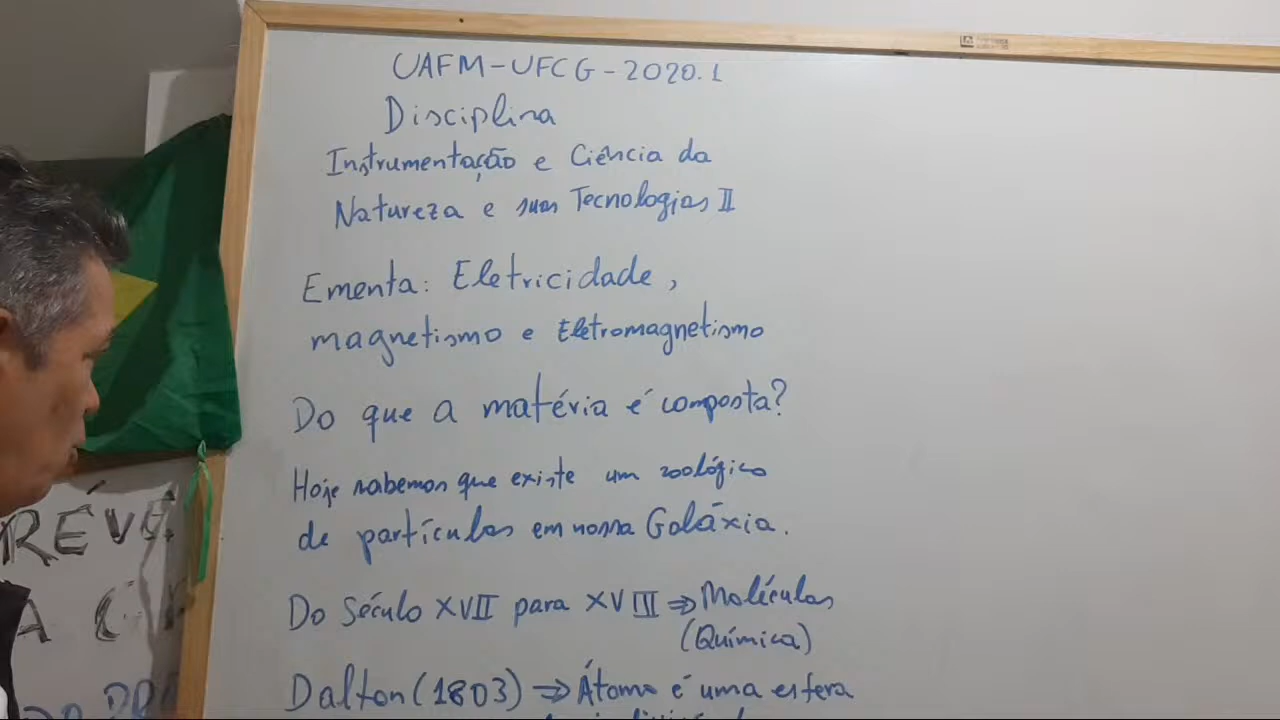 UAFM-UFCG-2020.1
Disciplina
Instrumentação e Ciência da
Natureza e suas Tecnologias II
Ementa: Eletricidade,
magnetismo e Eletromagnetismo
Do que a matéria é composta?
Hoje sabemos que existe um zoológico
de partículas em nossa Galáxia.
Do Século XVII para XVIII ⇒ Moléculas
(Química)
Dalton (1803) ⇒ Átomo é uma esfera